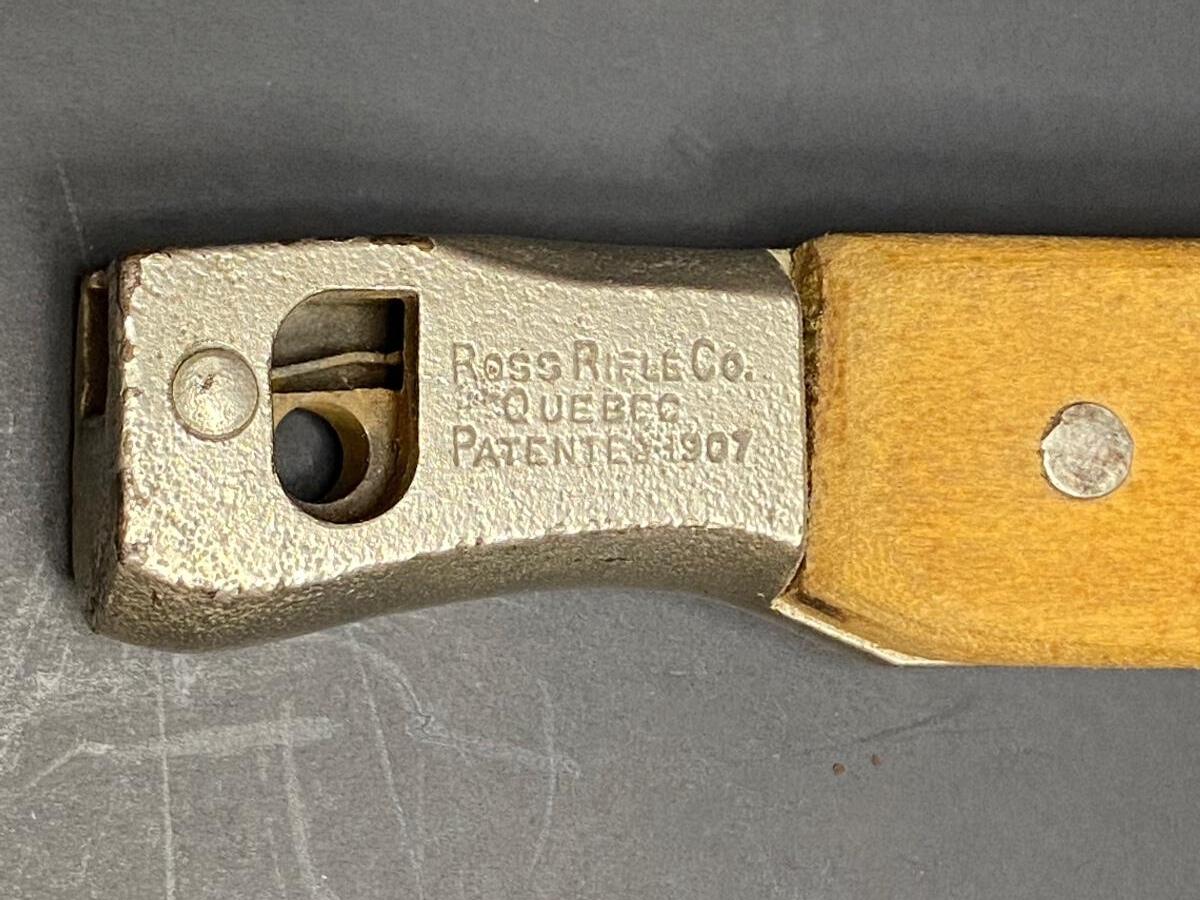 ROSS RIFLE CO.
QUEBEC
PATENTED 1907